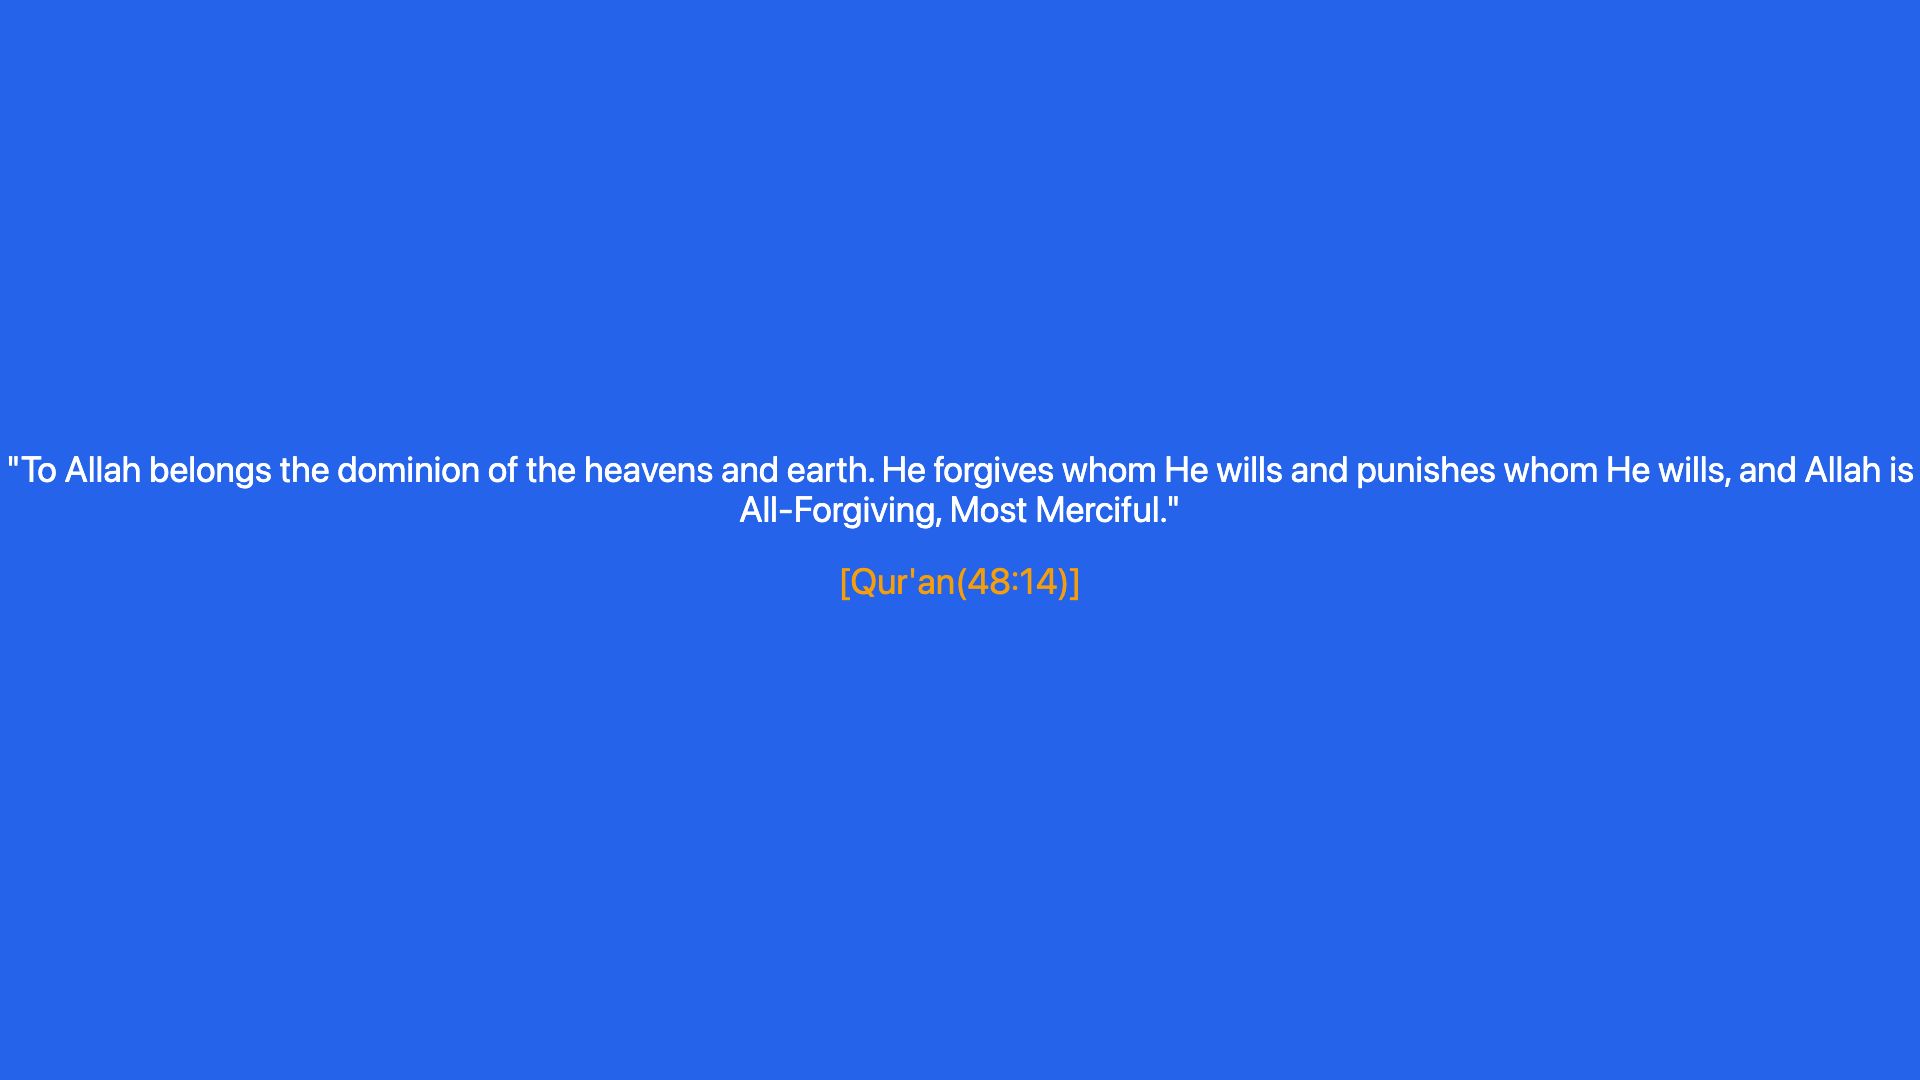 "To Allah belongs the dominion of the heavens and earth. He forgives whom He wills and punishes whom He wills, and Allah is
All-Forgiving, Most Merciful."
[Qur'an(48:14)]